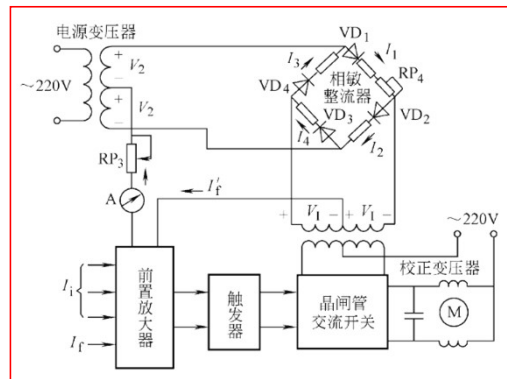 电源变压器
～220V
+
V₂
−
+
V₂
−
VD₁
I₁
I₃
RP₄
相敏
整流器
VD₄
VD₃
VD₂
I₄
I₂
RP₃
A
I′f
+ V₁ − + V₁ −
～220V
校正变压器
Iᵢ
If
前置放大器
触发器
晶闸管
交流开关
M